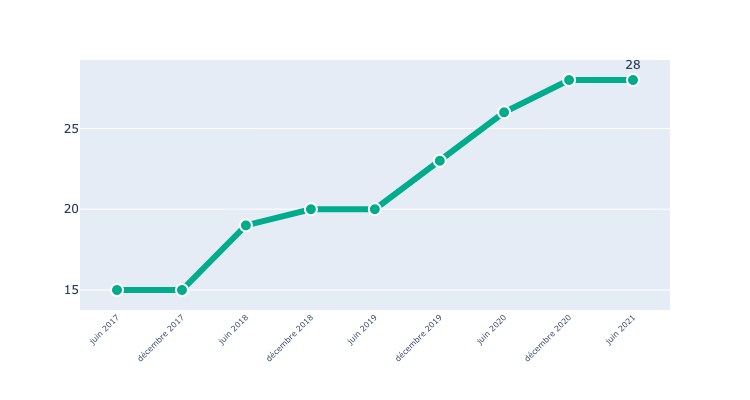 28
25
20
15
juin 2017
décembre 2017
juin 2018
décembre 2018
juin 2019
décembre 2019
juin 2020
décembre 2020
juin 2021